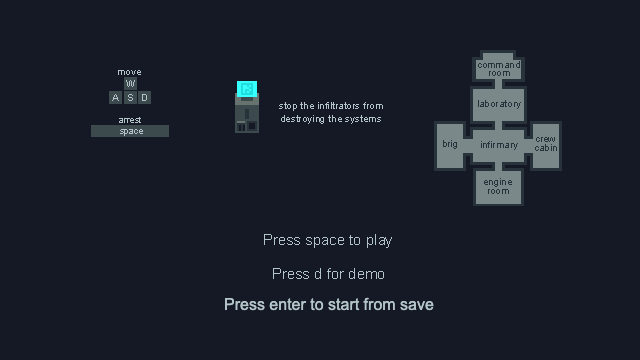 move
W
A S D
arrest
space
stop the infiltrators from
destroying the systems
command
room
laboratory
brig
infirmary
crew
cabin
engine
room
Press space to play
Press d for demo
Press enter to start from save